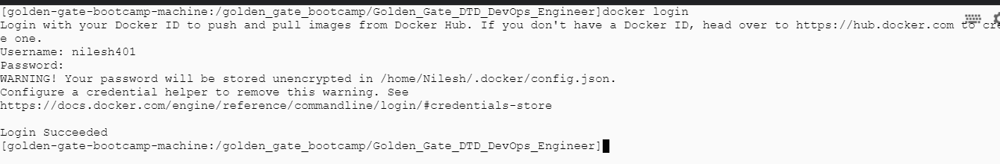 [golden-gate-bootcamp-machine:/golden_gate_bootcamp/Golden_Gate_DTD_DevOps_Engineer]docker login
Login with your Docker ID to push and pull images from Docker Hub. If you don't have a Docker ID, head over to https://hub.docker.com to cre
e one.
Username: nilesh401
Password:
WARNING! Your password will be stored unencrypted in /home/Nilesh/.docker/config.json.
Configure a credential helper to remove this warning. See
https://docs.docker.com/engine/reference/commandline/login/#credentials-store
Login Succeeded
[golden-gate-bootcamp-machine:/golden_gate_bootcamp/Golden_Gate_DTD_DevOps_Engineer]